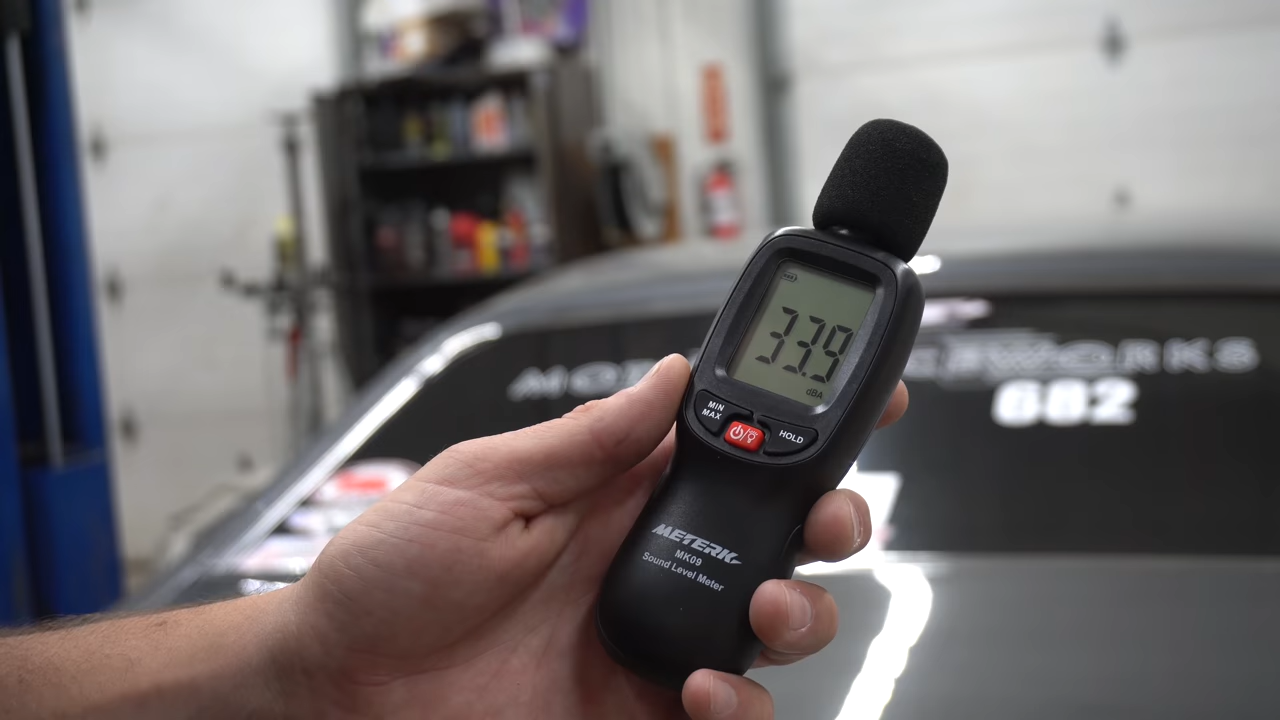 33.9
dBA
MIN
MAX
HOLD
METERK
MK09
Sound Level Meter
682